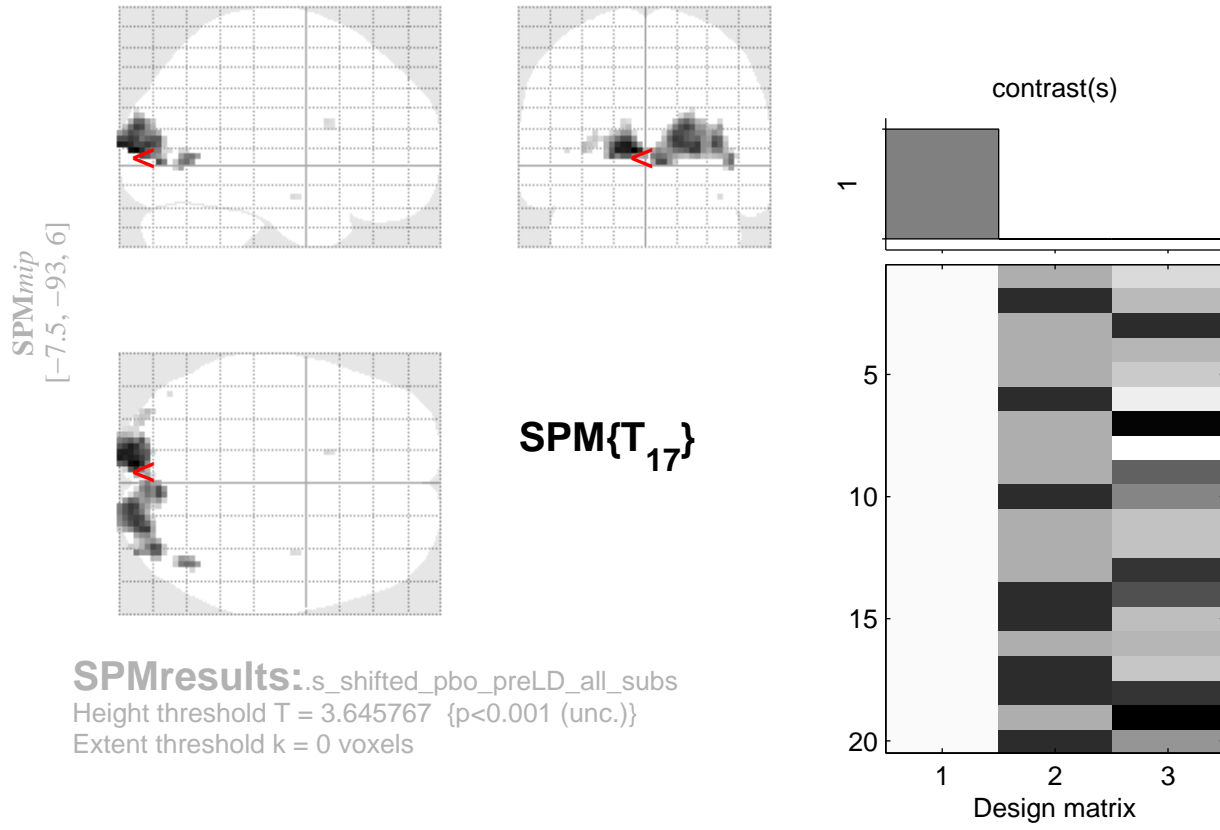 SPMmip
[−7.5, −93, 6]
<
<
<
SPM{T17}
SPMresults:..s_shifted_pbo_preLD_all_subs
Height threshold T = 3.645767 {p<0.001 (unc.)}
Extent threshold k = 0 voxels
contrast(s)
1
5
10
15
20
1 2 3
Design matrix